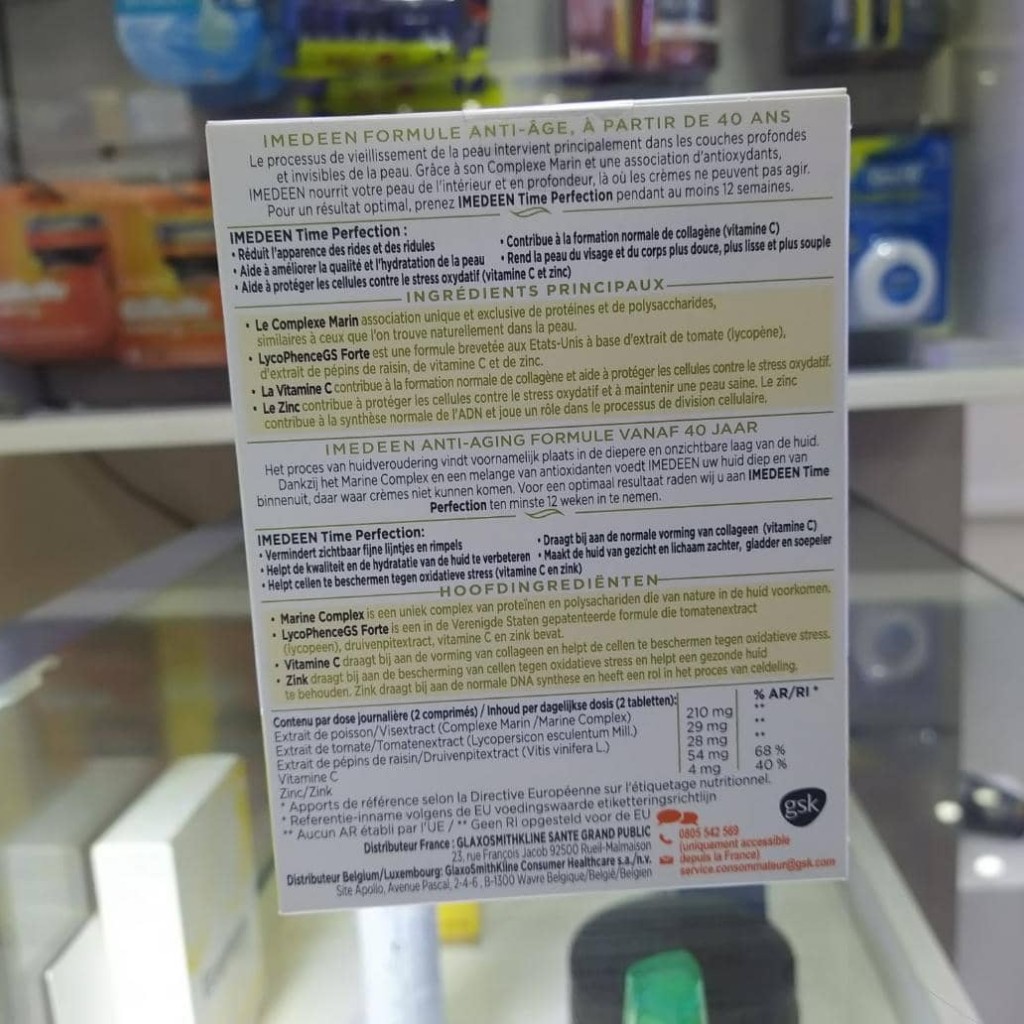 IMEDEEN FORMULE ANTI-ÂGE, À PARTIR DE 40 ANS
Le processus de vieillissement de la peau intervient principalement dans les couches profondes
et invisibles de la peau. Grâce à son Complexe Marin et une association d'antioxydants,
IMEDEEN nourrit votre peau de l'intérieur et en profondeur, là où les crèmes ne peuvent pas agir.
Pour un résultat optimal, prenez IMEDEEN Time Perfection pendant au moins 12 semaines.
IMEDEEN Time Perfection :
• Réduit l'apparence des rides et des ridules
• Aide à améliorer la qualité et l'hydratation de la peau
• Aide à protéger les cellules contre le stress oxydatif (vitamine C et zinc)
• Contribue à la formation normale de collagène (vitamine C)
• Rend la peau du visage et du corps plus douce, plus lisse et plus souple
INGRÉDIENTS PRINCIPAUX
• Le Complexe Marin association unique et exclusive de protéines et de polysaccharides,
similaires à ceux que l'on trouve naturellement dans la peau.
• LycoPhenceGS Forte est une formule brevetée aux Etats-Unis à base d'extrait de tomate (lycopène),
d'extrait de pépins de raisin, de vitamine C et de zinc.
• La Vitamine C contribue à la formation normale de collagène et aide à protéger les cellules contre le stress oxydatif.
• Le Zinc contribue à protéger les cellules contre le stress oxydatif et à maintenir une peau saine. Le zinc
contribue à la synthèse normale de l'ADN et joue un rôle dans le processus de division cellulaire.
IMEDEEN ANTI-AGING FORMULE VANAF 40 JAAR
Het proces van huidveroudering vindt voornamelijk plaats in de diepere en onzichtbare laag van de huid.
Dankzij het Marine Complex en een melange van antioxidanten voedt IMEDEEN uw huid diep en van
binnenuit, daar waar crèmes niet kunnen komen. Voor een optimaal resultaat raden wij u aan IMEDEEN Time
Perfection ten minste 12 weken in te nemen.
IMEDEEN Time Perfection:
• Vermindert zichtbaar fijne lijntjes en rimpels
• Helpt de kwaliteit en de hydratatie van de huid te verbeteren
• Helpt cellen te beschermen tegen oxidatieve stress (vitamine C en zink)
• Draagt bij aan de normale vorming van collageen (vitamine C)
• Maakt de huid van gezicht en lichaam zachter, gladder en soepeler
HOOFDINGREDIËNTEN
• Marine Complex is een uniek complex van proteïnen en polysachariden die van nature in de huid voorkomen.
• LycoPhenceGS Forte is een in de Verenigde Staten gepatenteerde formule die tomatenextract
(lycopeen), druivenpitextract, vitamine C en zink bevat.
• Vitamine C draagt bij aan de vorming van collageen en helpt de cellen te beschermen tegen oxidatieve stress.
• Zink draagt bij aan de bescherming van cellen tegen oxidatieve stress en helpt een gezonde huid
te behouden. Zink draagt bij aan de normale DNA synthese en heeft een rol in het proces van celdeling.
Contenu par dose journalière (2 comprimés) / Inhoud per dagelijkse dosis (2 tabletten): % AR/RI *
Extrait de poisson/Visextract (Complexe Marin /Marine Complex) 210 mg **
Extrait de tomate/Tomatenextract (Lycopersicon esculentum Mill.) 29 mg **
Extrait de pépins de raisin/Druivenpitextract (Vitis vinifera L.) 28 mg **
Vitamine C 54 mg 68 %
Zinc/Zink 4 mg 40 %
* Apports de référence selon la Directive Européenne sur l'étiquetage nutritionnel.
* Referentie-inname volgens de EU voedingswaarde etiketteringsrichtlijn
** Aucun AR établi par l'UE / ** Geen RI opgesteld voor de EU
Distributeur France : GLAXOSMITHKLINE SANTE GRAND PUBLIC
23, rue François Jacob 92500 Rueil-Malmaison
Distributeur Belgium/Luxembourg: GlaxoSmithKline Consumer Healthcare s.a./n.v.
Site Apollo, Avenue Pascal, 2-4-6, B-1300 Wavre Belgique/België/Belgien
gsk
0805 542 569
(uniquement accessible
depuis la France)
service.consommateur@gsk.com